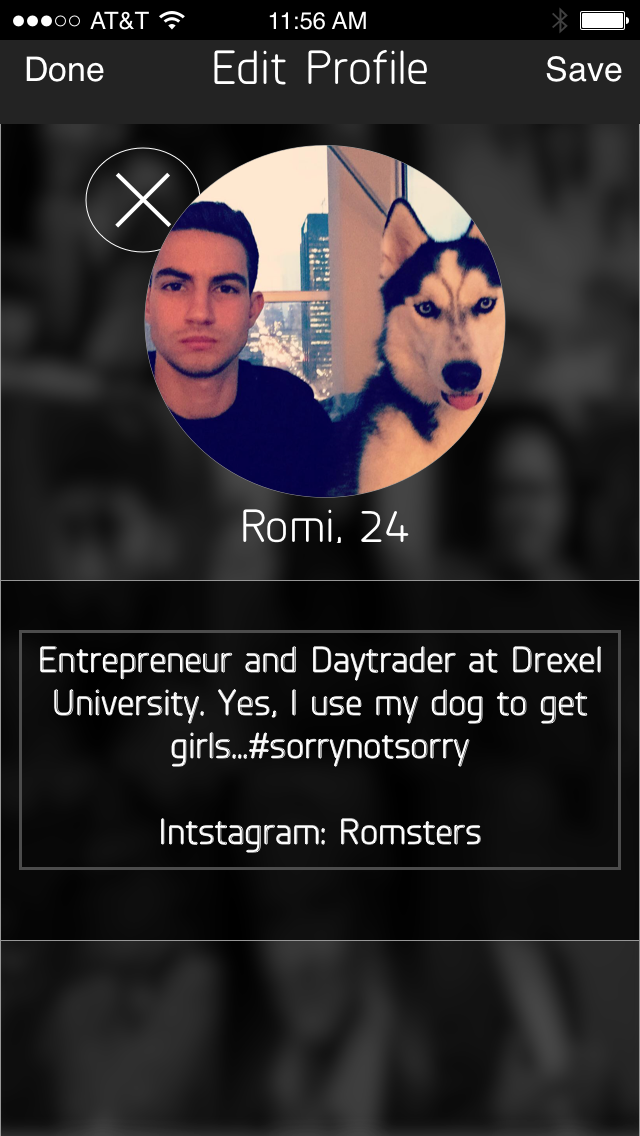 AT&T 11:56 AM
Done Edit Profile Save
Romi, 24
Entrepreneur and Daytrader at Drexel
University. Yes, I use my dog to get
girls...#sorrynotsorry
Intstagram: Romsters